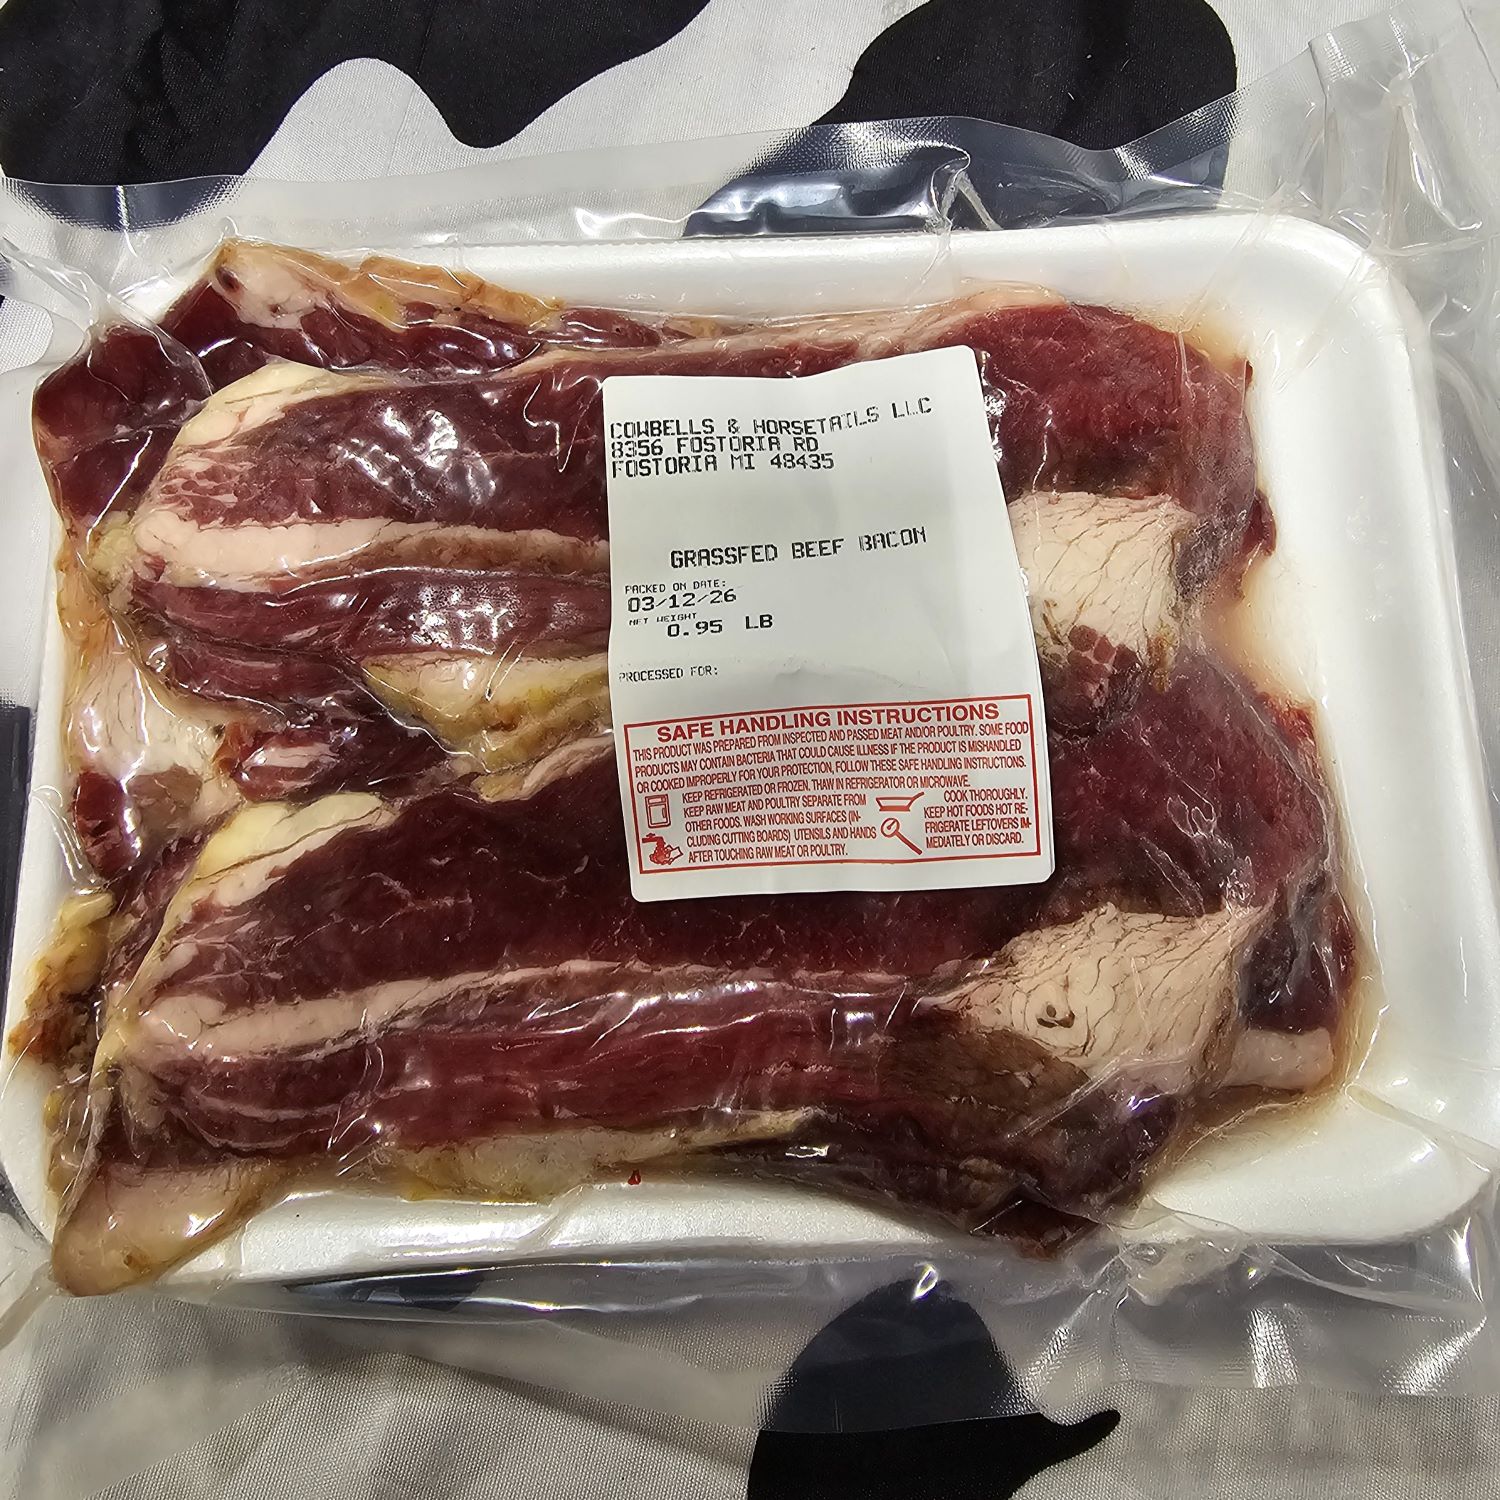 COWBELLS & HORSETAILS LLC
8356 FOSTORIA RD
FOSTORIA MI 48435
GRASSFED BEEF BACON
PACKED ON DATE:
03/12/26
NET WEIGHT
0.95 LB
PROCESSED FOR:
SAFE HANDLING INSTRUCTIONS
THIS PRODUCT WAS PREPARED FROM INSPECTED AND PASSED MEAT AND/OR POULTRY. SOME FOOD
PRODUCTS MAY CONTAIN BACTERIA THAT COULD CAUSE ILLNESS IF THE PRODUCT IS MISHANDLED
OR COOKED IMPROPERLY FOR YOUR PROTECTION, FOLLOW THESE SAFE HANDLING INSTRUCTIONS.
KEEP REFRIGERATED OR FROZEN. THAW IN REFRIGERATOR OR MICROWAVE.
KEEP RAW MEAT AND POULTRY SEPARATE FROM
OTHER FOODS. WASH WORKING SURFACES (IN-
CLUDING CUTTING BOARDS) UTENSILS AND HANDS
AFTER TOUCHING RAW MEAT OR POULTRY.
COOK THOROUGHLY.
KEEP HOT FOODS HOT RE-
FRIGERATE LEFTOVERS IM-
MEDIATELY OR DISCARD.